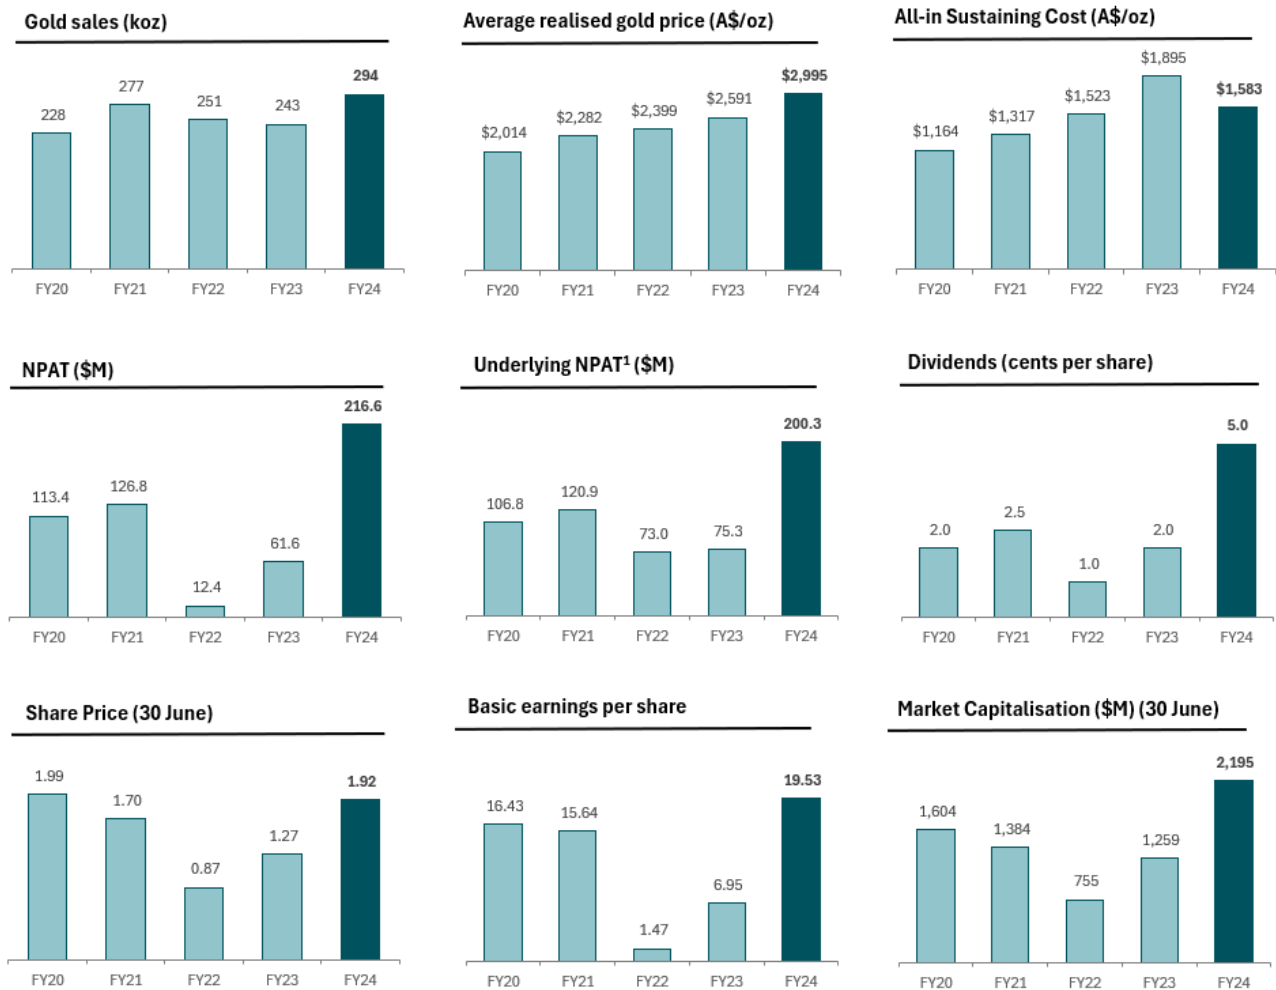 Gold sales (koz)
228
277
251
243
294
FY20 FY21 FY22 FY23 FY24
Average realised gold price (A$/oz)
$2,014
$2,282
$2,399
$2,591
$2,995
FY20 FY21 FY22 FY23 FY24
All-in Sustaining Cost (A$/oz)
$1,164
$1,317
$1,523
$1,895
$1,583
FY20 FY21 FY22 FY23 FY24
NPAT ($M)
113.4
126.8
12.4
61.6
216.6
FY20 FY21 FY22 FY23 FY24
Underlying NPAT¹ ($M)
106.8
120.9
73.0
75.3
200.3
FY20 FY21 FY22 FY23 FY24
Dividends (cents per share)
2.0
2.5
1.0
2.0
5.0
FY20 FY21 FY22 FY23 FY24
Share Price (30 June)
1.99
1.70
0.87
1.27
1.92
FY20 FY21 FY22 FY23 FY24
Basic earnings per share
16.43
15.64
1.47
6.95
19.53
FY20 FY21 FY22 FY23 FY24
Market Capitalisation ($M) (30 June)
1,604
1,384
755
1,259
2,195
FY20 FY21 FY22 FY23 FY24